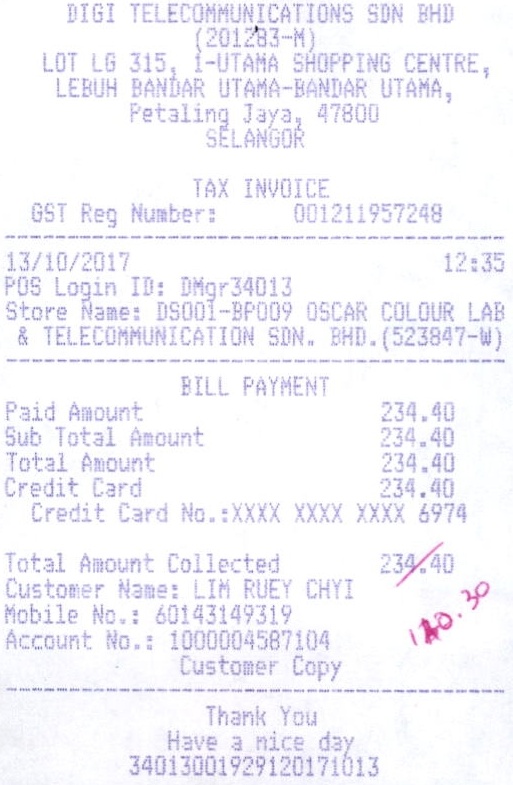 DIGI TELECOMMUNICATIONS SDN BHD
(201283-M)
LOT LG 315, 1-UTAMA SHOPPING CENTRE,
LEBUH BANDAR UTAMA-BANDAR UTAMA,
Petaling Jaya, 47800
SELANGOR
TAX INVOICE
GST Reg Number: 001211957248
13/10/2017 12:35
POS Login ID: DMgr34013
Store Name: DS001-BP009 OSCAR COLOUR LAB
& TELECOMMUNICATION SDN. BHD.(523847-W)
BILL PAYMENT
Paid Amount 234.40
Sub Total Amount 234.40
Total Amount 234.40
Credit Card 234.40
Credit Card No.:XXXX XXXX XXXX 6974
Total Amount Collected 234.40
Customer Name: LIM RUEY CHYI
Mobile No.: 60143149319
Account No.: 1000004587104
Customer Copy
Thank You
Have a nice day
34013001929120171013